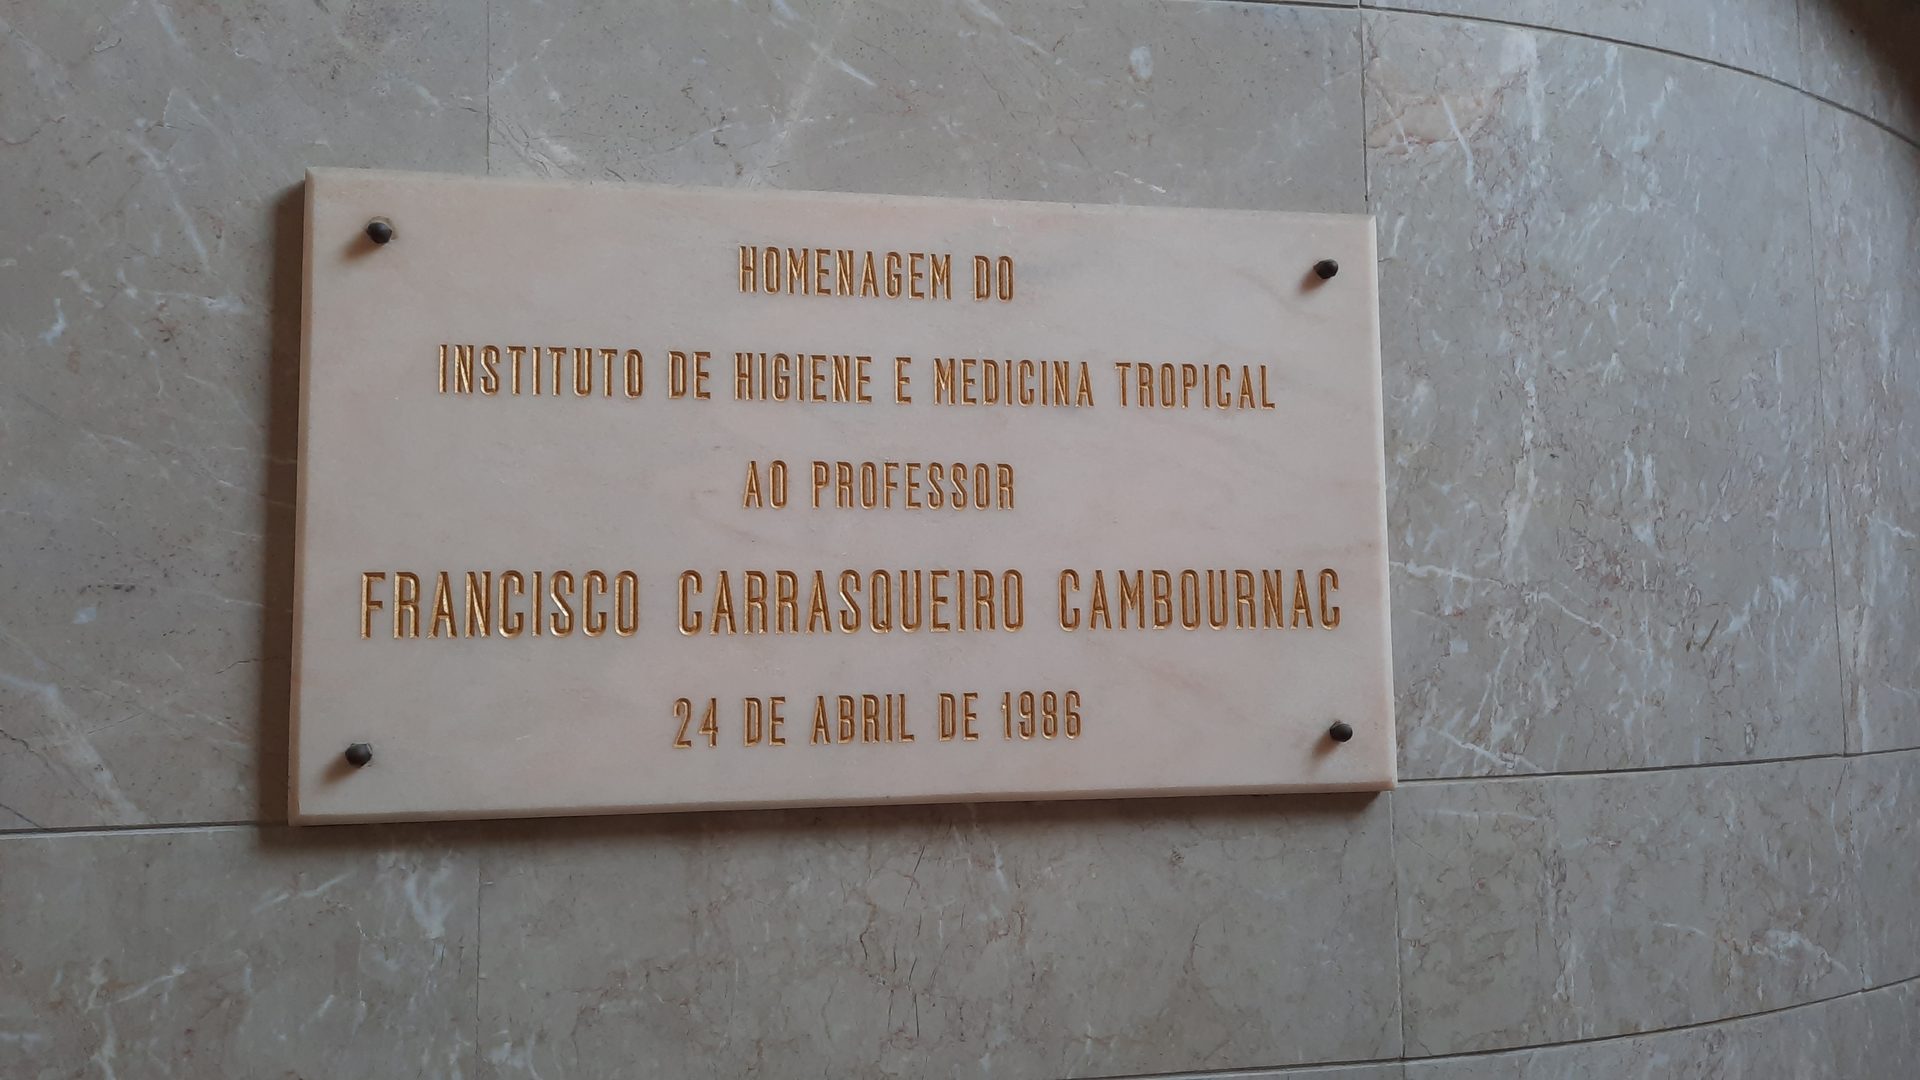 HOMENAGEM DO
INSTITUTO DE HIGIENE E MEDICINA TROPICAL
AO PROFESSOR
FRANCISCO CARRASQUEIRO CAMBOURNAC
24 DE ABRIL DE 1986